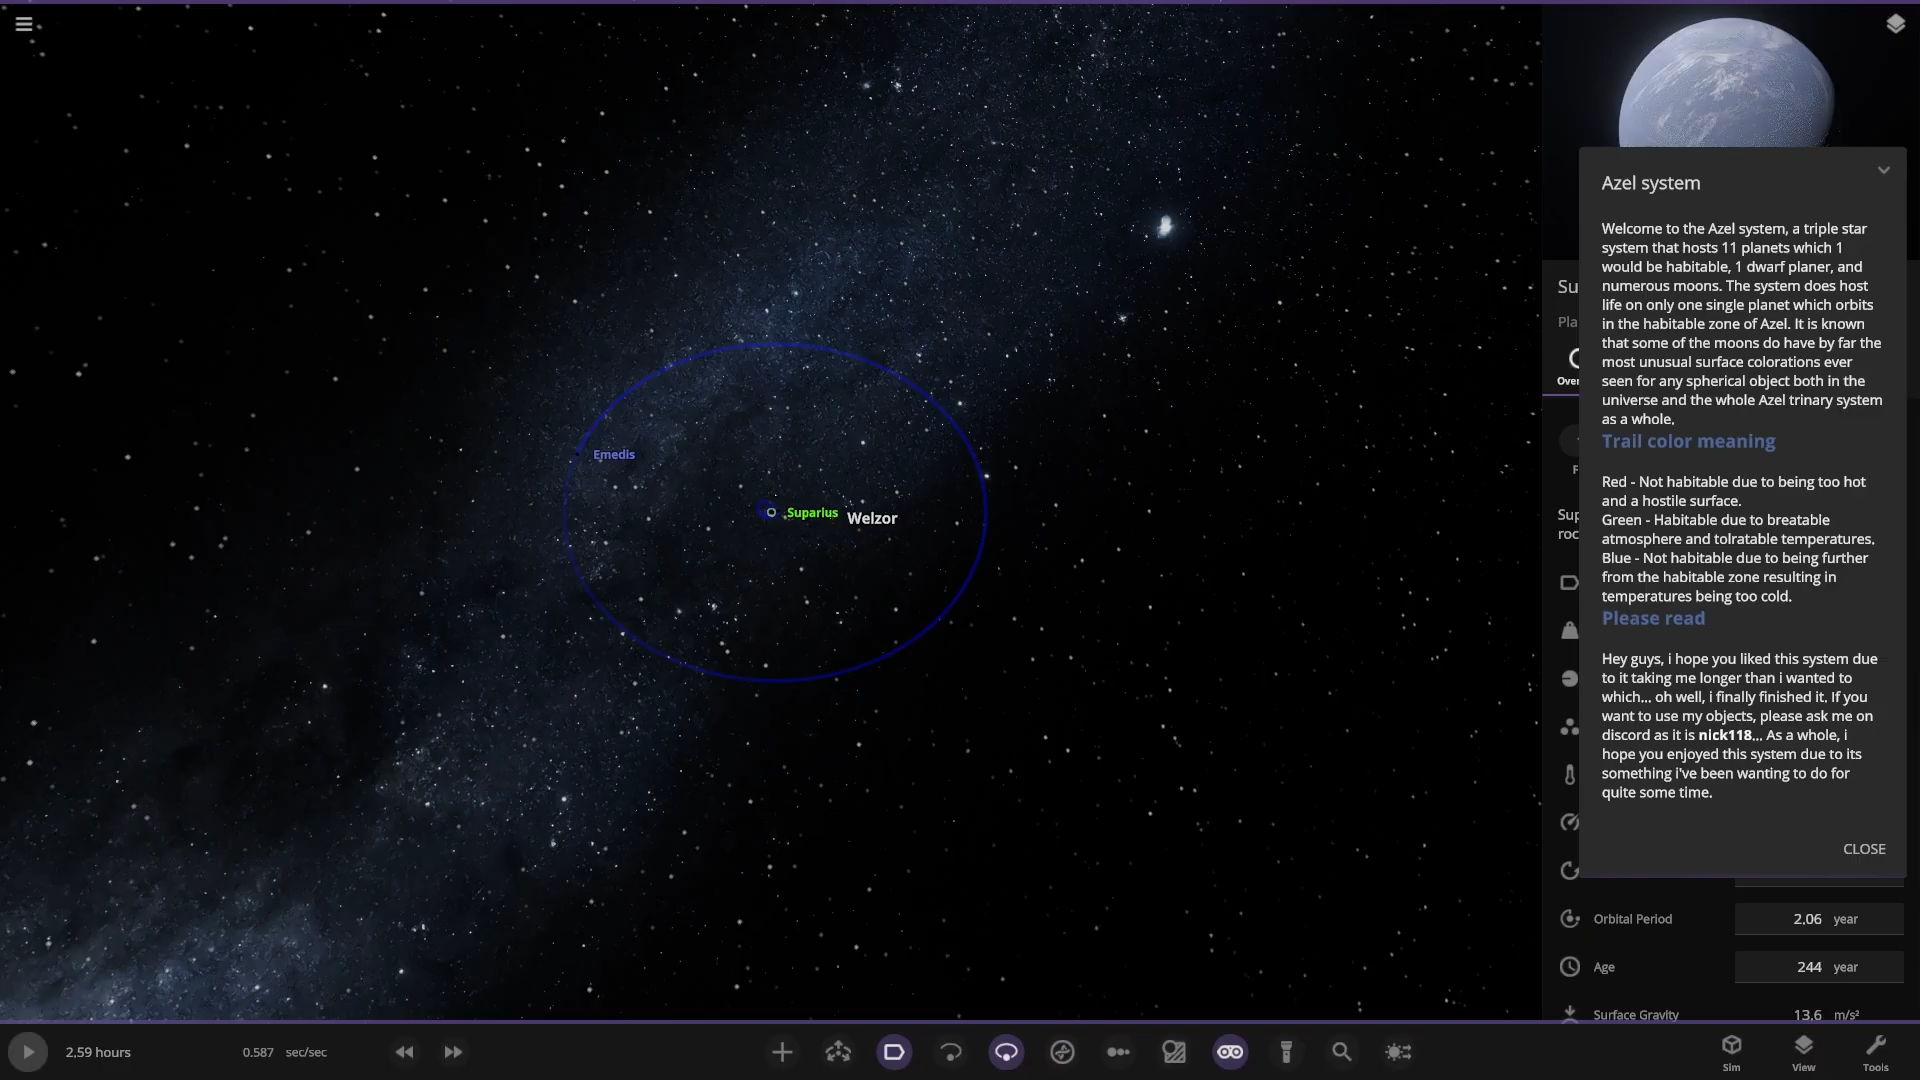 Azel system
Welcome to the Azel system, a triple star
system that hosts 11 planets which 1
would be habitable, 1 dwarf planer, and
numerous moons. The system does host
life on only one single planet which orbits
in the habitable zone of Azel. It is known
that some of the moons do have by far the
most unusual surface colorations ever
seen for any spherical object both in the
universe and the whole Azel trinary system
as a whole.
Trail color meaning
Red - Not habitable due to being too hot
and a hostile surface.
Green - Habitable due to breatable
atmosphere and tolratable temperatures.
Blue - Not habitable due to being further
from the habitable zone resulting in
temperatures being too cold.
Please read
Hey guys, i hope you liked this system due
to it taking me longer than i wanted to
which... oh well, i finally finished it. If you
want to use my objects, please ask me on
discord as it is nick118... As a whole, i
hope you enjoyed this system due to its
something i've been wanting to do for
quite some time.
CLOSE
Su
Pla
Over
Sup
roc
Emedis
Suparius
Welzor
Orbital Period 2,06 year
Age 244 year
Surface Gravity 13,6 m/s²
2,59 hours 0.587 sec/sec
Sim View Tools